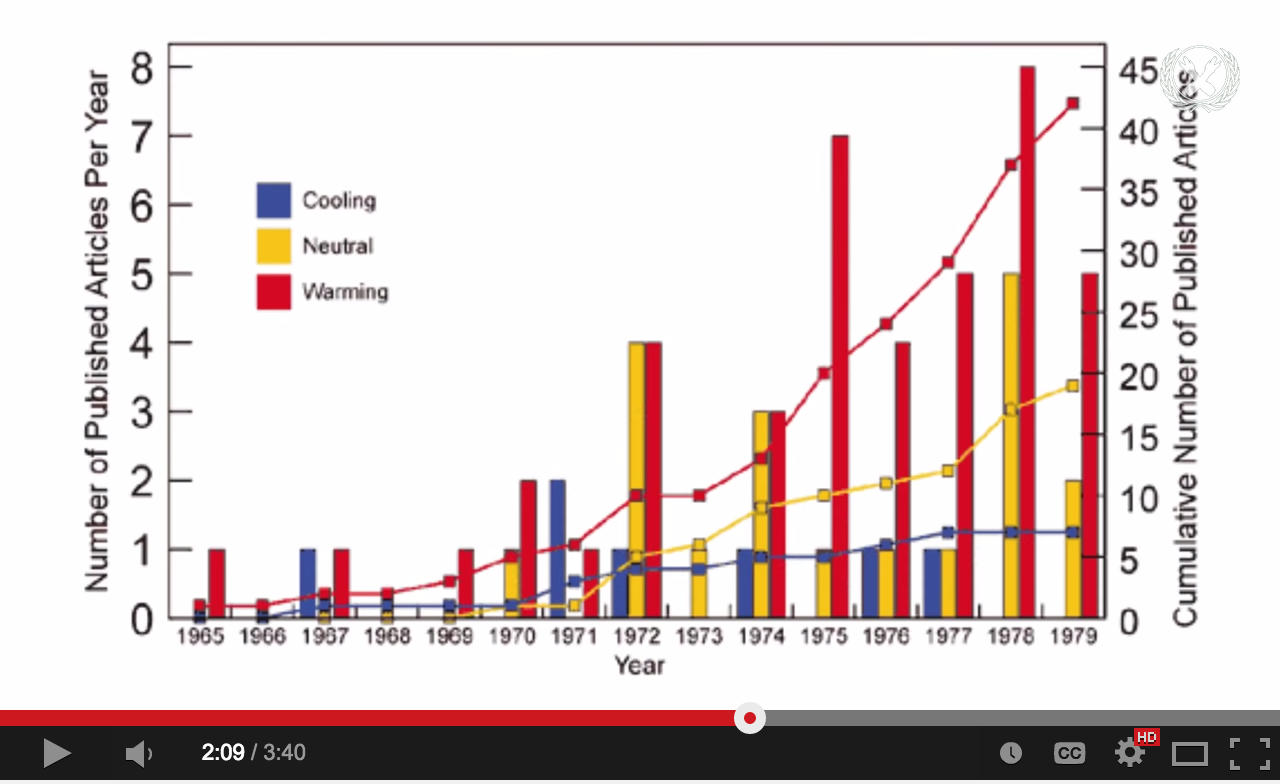 Number of Published Articles Per Year
8
7
6
5
4
3
2
1
0
Cooling
Neutral
Warming
1965 1966 1967 1968 1969 1970 1971 1972 1973 1974 1975 1976 1977 1978 1979
Year
45
40
35
30
25
20
15
10
5
0
Cumulative Number of Published Articles
2:09 / 3:40
CC
HD